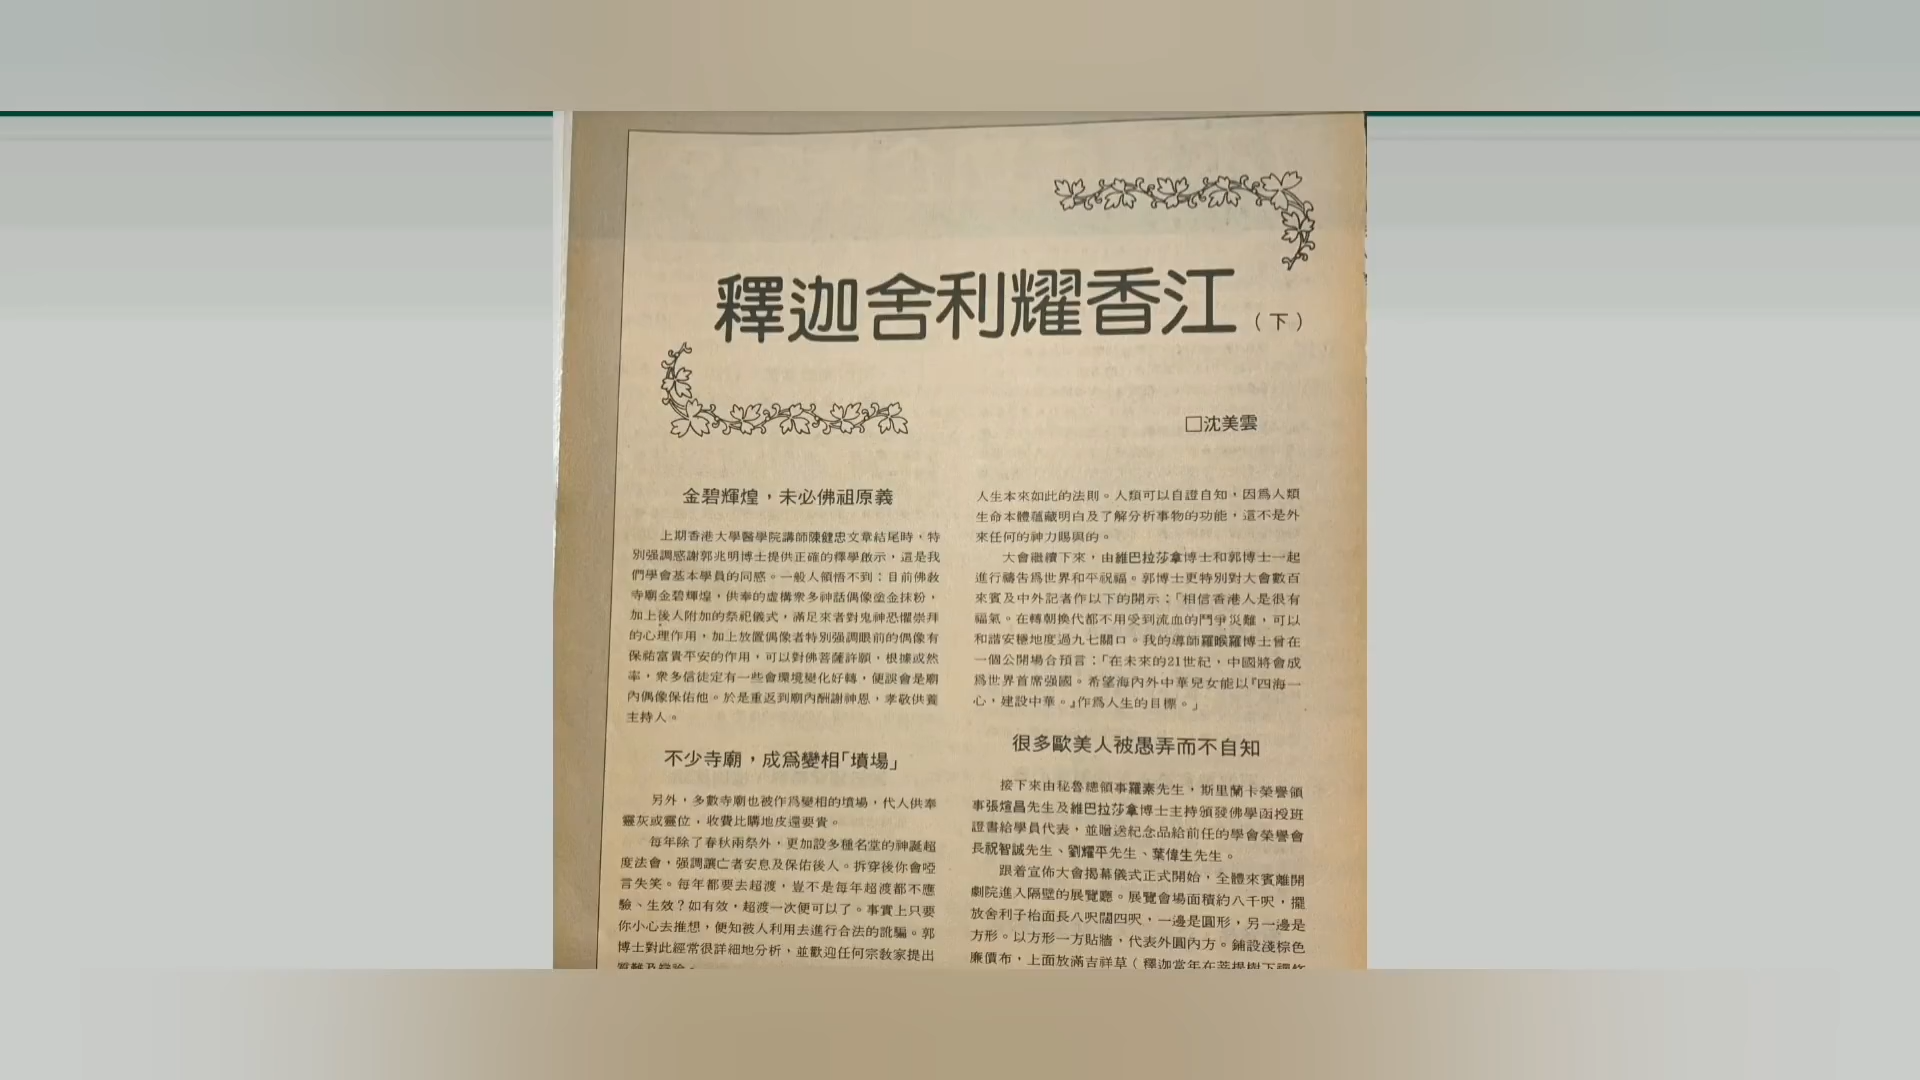 釋迦舍利耀香江（下）
□沈美雲
金碧輝煌，未必佛祖原義
上期香港大學醫學院講師陳健忠文章結尾時，特
別强調感謝郭兆明博士提供正確的釋學啟示，這是我
們學會基本學員的同感。一般人領悟不到：目前佛教
寺廟金碧輝煌，供奉的虛構衆多神話偶像塗金抹粉，
加上後人附加的祭祀儀式，滿足來者對鬼神恐懼崇拜
的心理作用，加上放置偶像者特別强調眼前的偶像有
保祐富貴平安的作用，可以對佛菩薩許願，根據或然
率，衆多信徒定有一些會環境變化好轉，便誤會是廟
內偶像保佑他。於是重返到廟內酬謝神恩，孝敬供養
主持人。
不少寺廟，成爲變相「墳場」
另外，多數寺廟也被作爲變相的墳場，代人供奉
靈灰或靈位，收費比購地皮還要貴。
每年除了春秋兩祭外，更加設多種名堂的神誕超
度法會，强調讓亡者安息及保佑後人。拆穿後你會啞
言失笑。每年都要去超渡，豈不是每年超渡都不應
驗、生效？如有效，超渡一次便可以了。事實上只要
你小心去推想，便知被人利用去進行合法的訛騙。郭
博士對此經常很詳細地分析，並歡迎任何宗敎家提出
質難及辯論。
人生本來如此的法則。人類可以自證自知，因爲人類
生命本體蘊藏明白及了解分析事物的功能，這不是外
來任何的神力賜與的。
大會繼續下來，由維巴拉莎拿博士和郭博士一起
進行禱告爲世界和平祝福。郭博士更特別對大會數百
來賓及中外記者作以下的開示：「相信香港人是很有
福氣。在轉朝換代都不用受到流血的鬥爭災難，可以
和諧安穩地度過九七關口。我的導師羅睺羅博士曾在
一個公開場合預言：「在未來的21世紀，中國將會成
爲世界首席强國。希望海內外中華兒女能以『四海一
心，建設中華。』作爲人生的目標。」
很多歐美人被愚弄而不自知
接下來由秘魯總領事羅素先生，斯里蘭卡榮譽領
事張煊昌先生及維巴拉莎拿博士主持頒發佛學函授班
證書給學員代表，並贈送紀念品給前任的學會榮譽會
長祝智誠先生、劉耀平先生、葉偉生先生。
跟着宣佈大會揭幕儀式正式開始，全體來賓離開
劇院進入隔壁的展覽廳。展覽會場面積約八千呎，擺
放舍利子枱面長八呎闊四呎，一邊是圓形，另一邊是
方形。以方形一方貼牆，代表外圓內方。鋪設淺棕色
廉價布，上面放滿吉祥草（釋迦當年在菩提樹下禪修